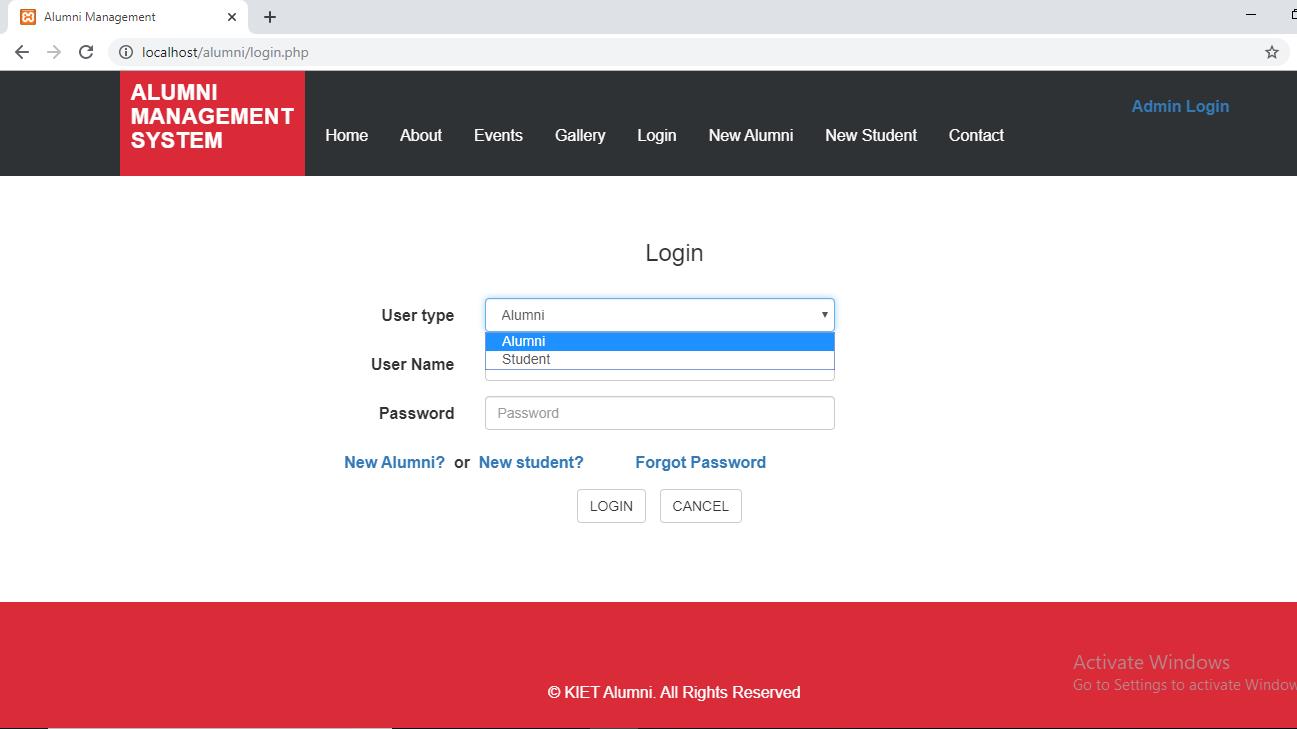 Alumni Management
localhost/alumni/login.php
ALUMNI
MANAGEMENT
SYSTEM
Home About Events Gallery Login New Alumni New Student Contact
Admin Login
Login
User type Alumni
Alumni
Student
User Name
Password Password
New Alumni? or New student? Forgot Password
LOGIN CANCEL
© KIET Alumni. All Rights Reserved
Activate Windows
Go to Settings to activate Window